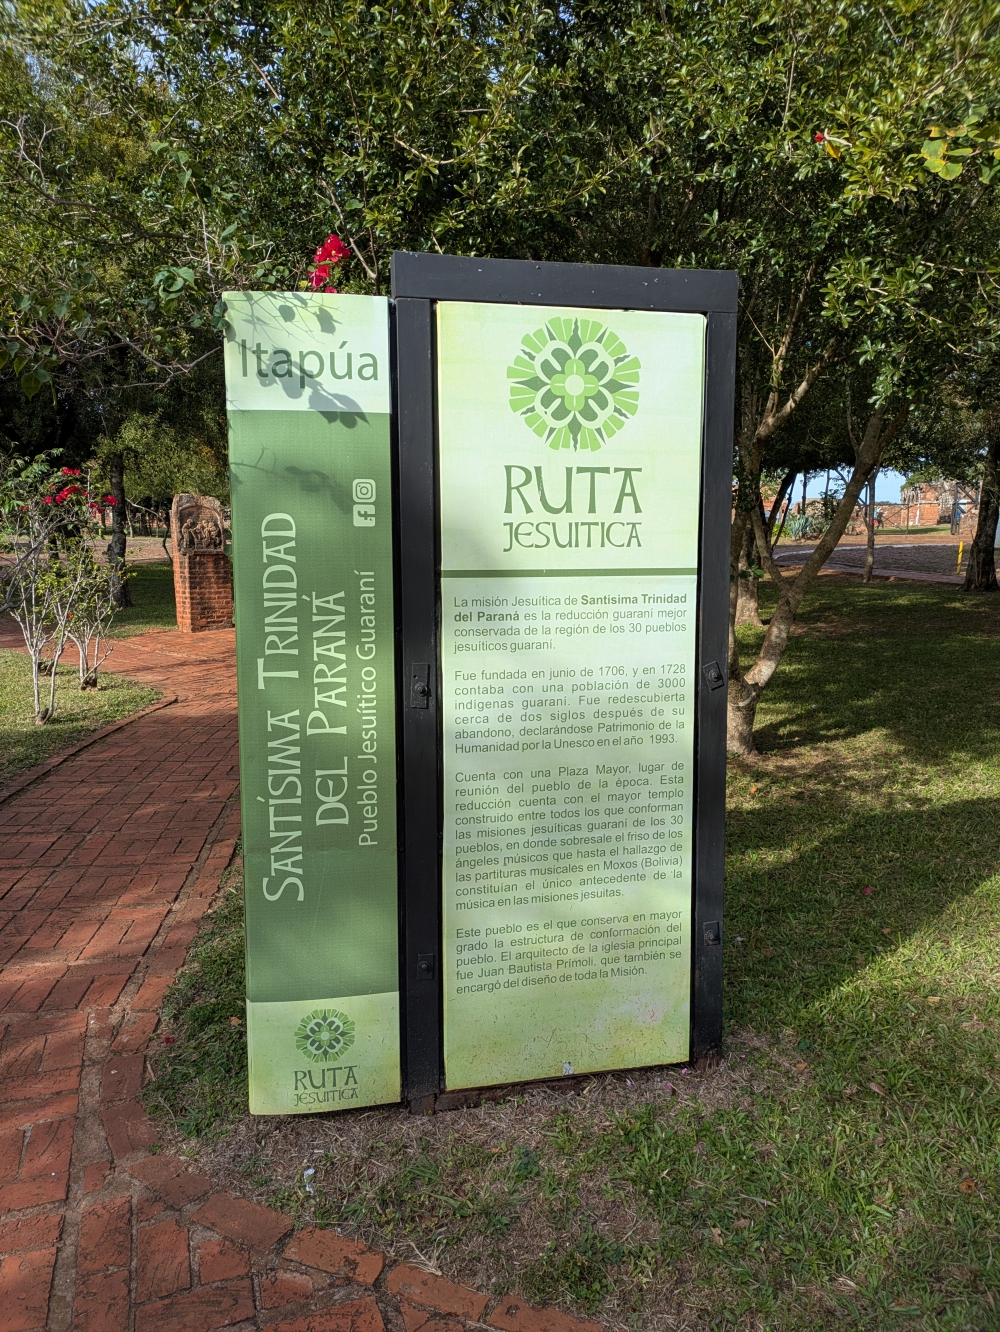 Itapúa
SANTÍSIMA TRINIDAD
DEL PARANÁ
Pueblo Jesuítico Guaraní
RUTA
JESUITICA
RUTA
JESUITICA
La misión Jesuítica de Santísima Trinidad
del Paraná es la reducción guaraní mejor
conservada de la región de los 30 pueblos
jesuíticos guaraní.
Fue fundada en junio de 1706, y en 1728
contaba con una población de 3000
indígenas guaraní. Fue redescubierta
cerca de dos siglos después de su
abandono, declarándose Patrimonio de la
Humanidad por la Unesco en el año 1993.
Cuenta con una Plaza Mayor, lugar de
reunión del pueblo de la época. Esta
reducción cuenta con el mayor templo
construido entre todos los que conforman
las misiones jesuíticas guaraní de los 30
pueblos, en donde sobresale el friso de los
ángeles músicos que hasta el hallazgo de
las partituras musicales en Moxos (Bolivia)
constituían el único antecedente de la
música en las misiones jesuitas.
Este pueblo es el que conserva en mayor
grado la estructura de conformación del
pueblo. El arquitecto de la iglesia principal
fue Juan Bautista Prímoli, que también se
encargó del diseño de toda la Misión.